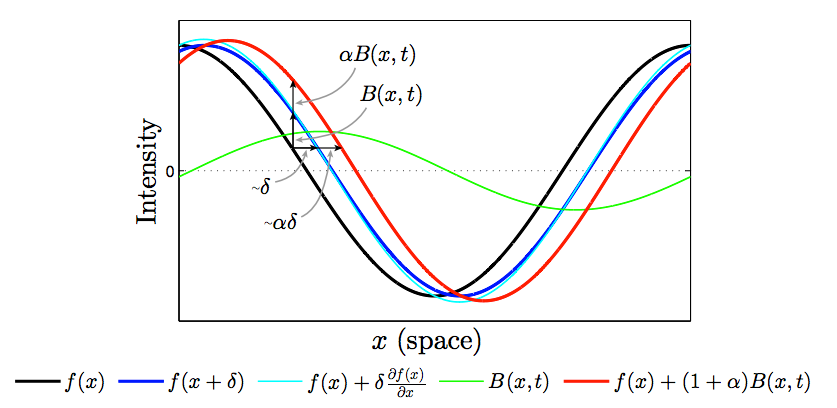 αB(x, t)
B(x, t)
Intensity
0
~δ
~αδ
x (space)
f(x) f(x + δ) f(x) + δ ∂f(x)/∂x B(x, t) f(x) + (1 + α)B(x, t)